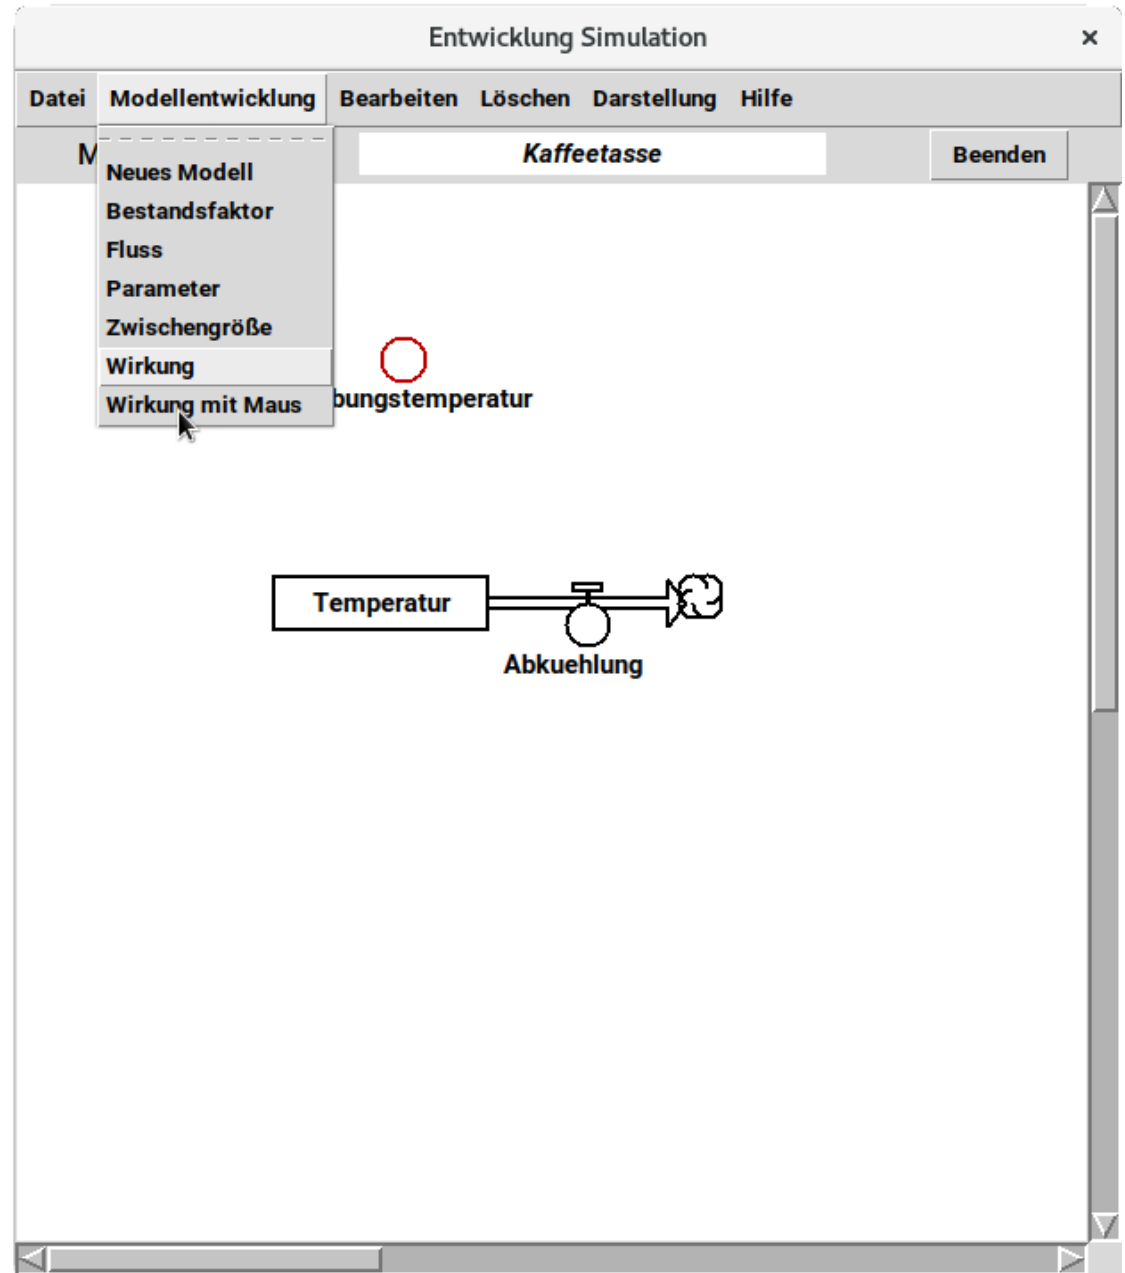 Entwicklung Simulation
Datei Modellentwicklung Bearbeiten Löschen Darstellung Hilfe
Kaffeetasse Beenden
Neues Modell
Bestandsfaktor
Fluss
Parameter
Zwischengröße
Wirkung
Wirkung mit Maus
bungstemperatur
Temperatur
Abkuehlung